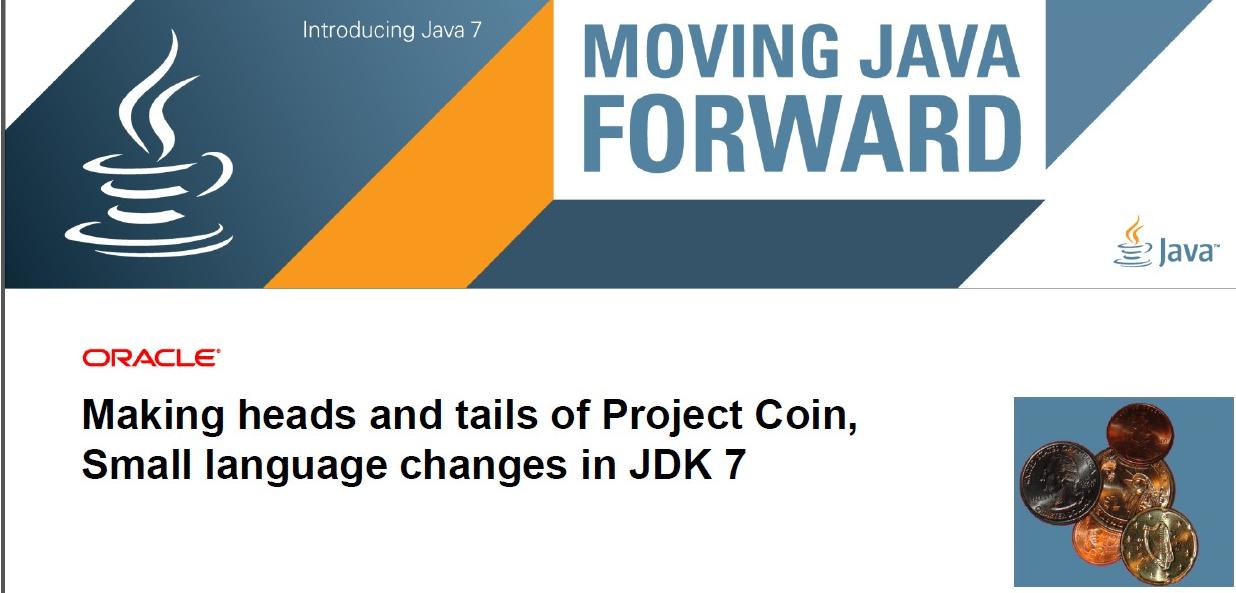 Introducing Java 7
MOVING JAVA
FORWARD
Java™
ORACLE®
Making heads and tails of Project Coin,
Small language changes in JDK 7